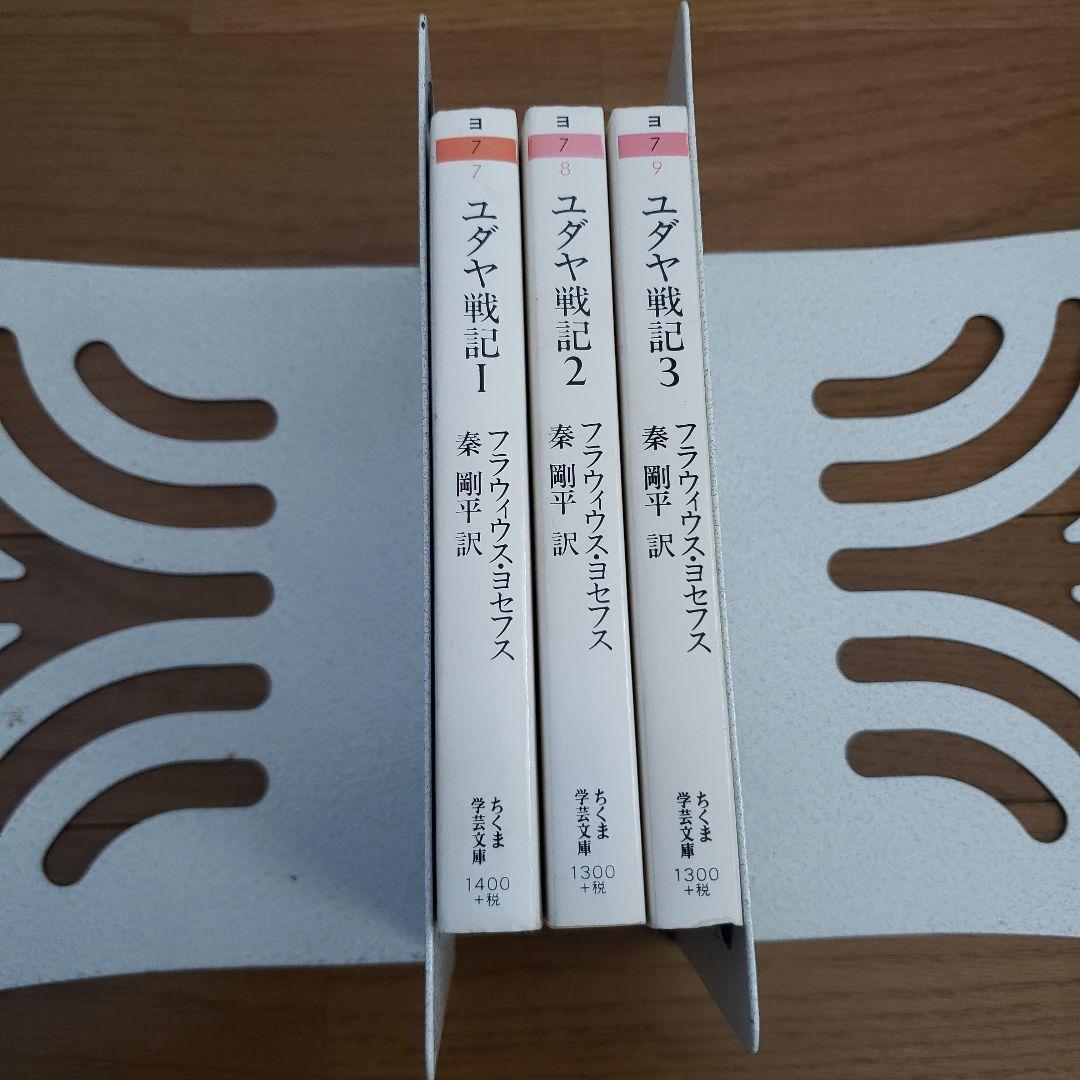 ヨ
7
7
ユダヤ戦記1
フラウィウス・ヨセフス
秦 剛平 訳
ちくま
学芸文庫
1400
+税
ヨ
7
8
ユダヤ戦記2
フラウィウス・ヨセフス
秦 剛平 訳
ちくま
学芸文庫
1300
+税
ヨ
7
9
ユダヤ戦記3
フラウィウス・ヨセフス
秦 剛平 訳
ちくま
学芸文庫
1300
+税